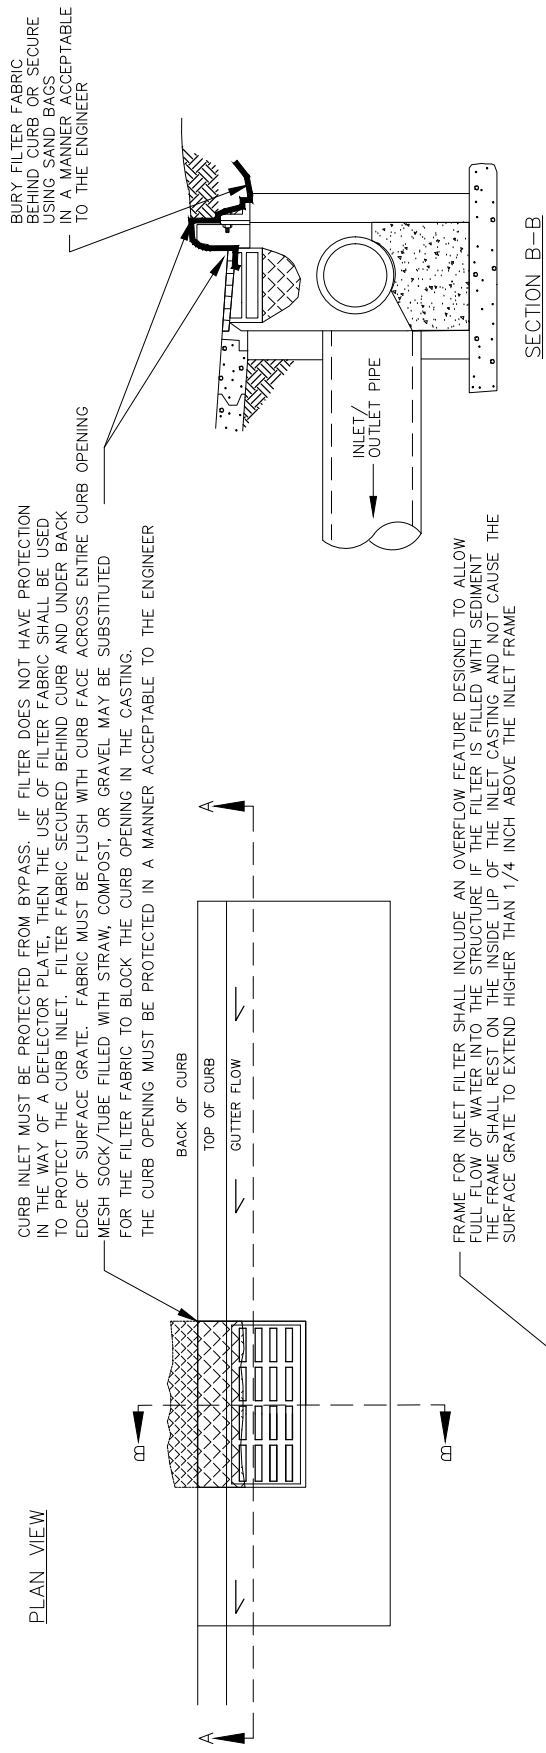 PLAN VIEW
CURB INLET MUST BE PROTECTED FROM BYPASS. IF FILTER DOES NOT HAVE PROTECTION
IN THE WAY OF A DEFLECTOR PLATE, THEN THE USE OF FILTER FABRIC SHALL BE USED
TO PROTECT THE CURB INLET. FILTER FABRIC SECURED BEHIND CURB AND UNDER BACK
EDGE OF SURFACE GRATE. FABRIC MUST BE FLUSH WITH CURB FACE ACROSS ENTIRE CURB OPENING
MESH SOCK/TUBE FILLED WITH STRAW, COMPOST, OR GRAVEL MAY BE SUBSTITUTED
FOR THE FILTER FABRIC TO BLOCK THE CURB OPENING IN THE CASTING.
THE CURB OPENING MUST BE PROTECTED IN A MANNER ACCEPTABLE TO THE ENGINEER
BURY FILTER FABRIC
BEHIND CURB OR SECURE
USING SAND BAGS
IN A MANNER ACCEPTABLE
TO THE ENGINEER
B
BACK OF CURB
A
A
TOP OF CURB
GUTTER FLOW
B
INLET/
OUTLET PIPE
FRAME FOR INLET FILTER SHALL INCLUDE AN OVERFLOW FEATURE DESIGNED TO ALLOW
FULL FLOW OF WATER INTO THE STRUCTURE IF THE FILTER IS FILLED WITH SEDIMENT
THE FRAME SHALL REST ON THE INSIDE LIP OF THE INLET CASTING AND NOT CAUSE THE
SURFACE GRATE TO EXTEND HIGHER THAN 1/4 INCH ABOVE THE INLET FRAME
SECTION B-B